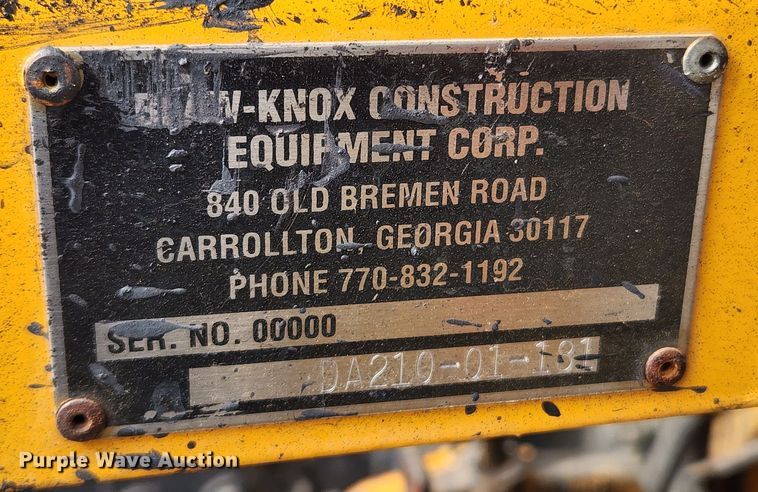 BLAW-KNOX CONSTRUCTION
EQUIPMENT CORP.
840 OLD BREMEN ROAD
CARROLLTON, GEORGIA 30117
PHONE 770-832-1192
SER. NO. 00000
DA210-01-131
Purple Wave Auction